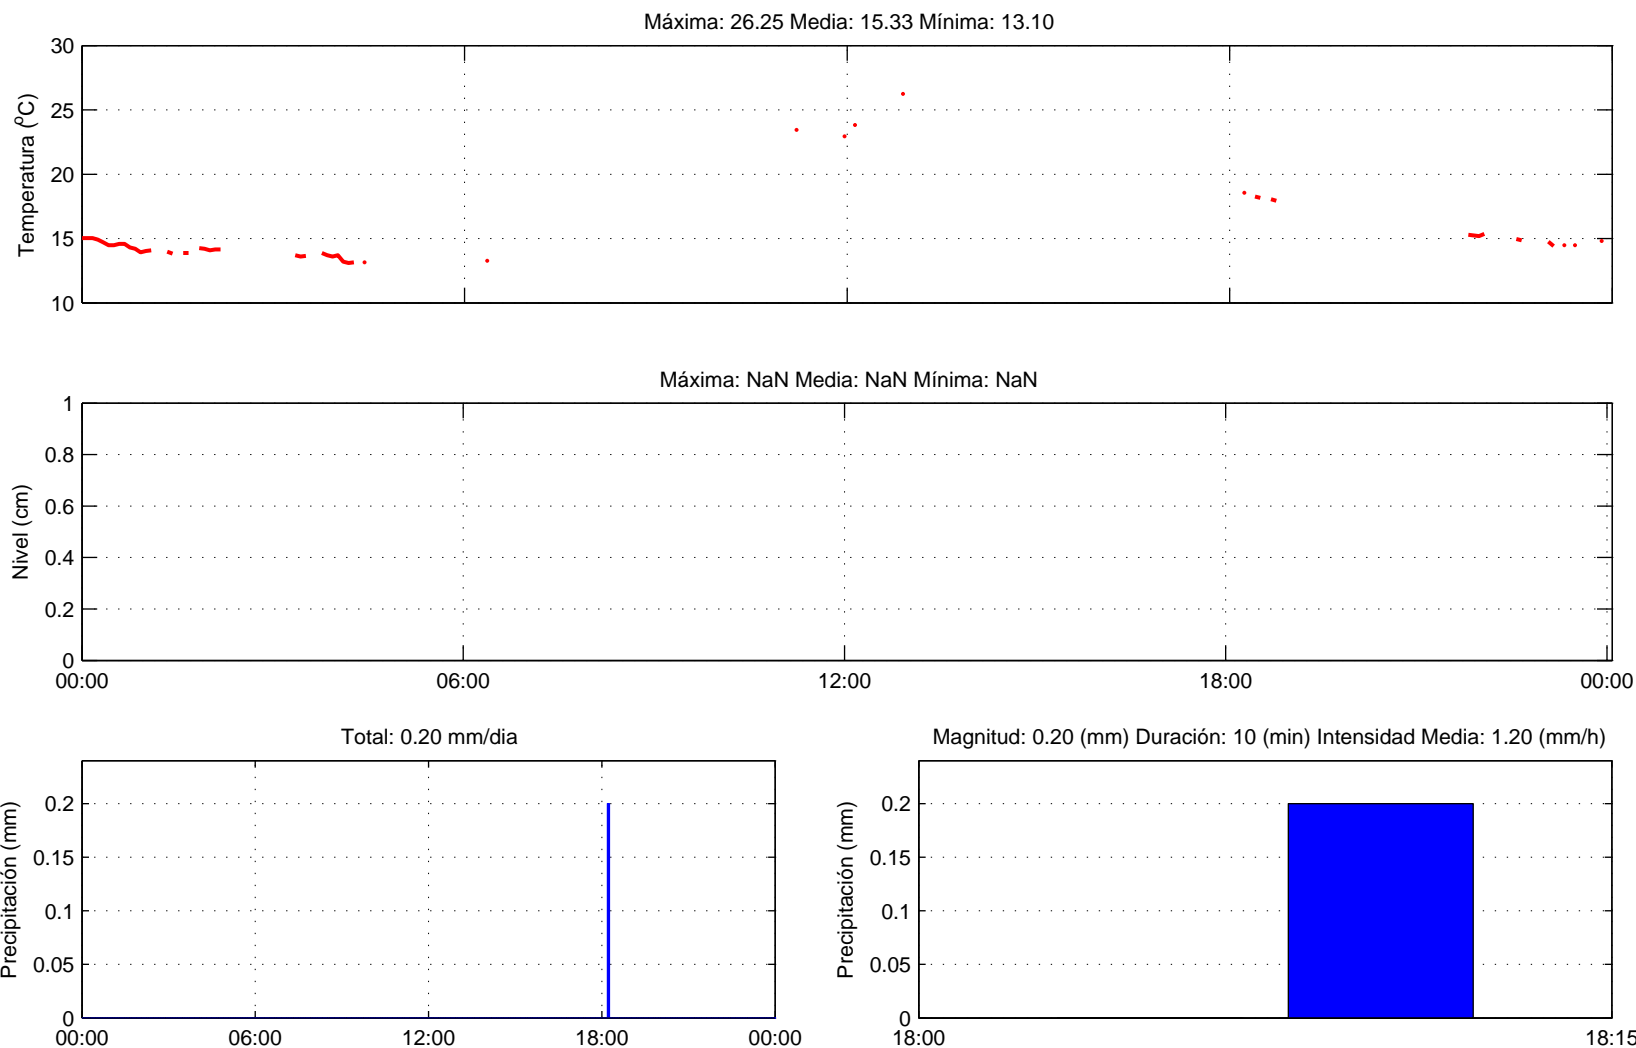 Máxima: 26.25 Media: 15.33 Mínima: 13.10
30
25
20
15
10
Temperatura (ºC)
Máxima: NaN Media: NaN Mínima: NaN
1
0.8
0.6
0.4
0.2
0
Nivel (cm)
00:00 06:00 12:00 18:00 00:00
Total: 0.20 mm/dia
0.2
0.15
0.1
0.05
0
Precipitación (mm)
00:00 06:00 12:00 18:00 00:00
Magnitud: 0.20 (mm) Duración: 10 (min) Intensidad Media: 1.20 (mm/h)
0.2
0.15
0.1
0.05
0
Precipitación (mm)
18:00 18:15